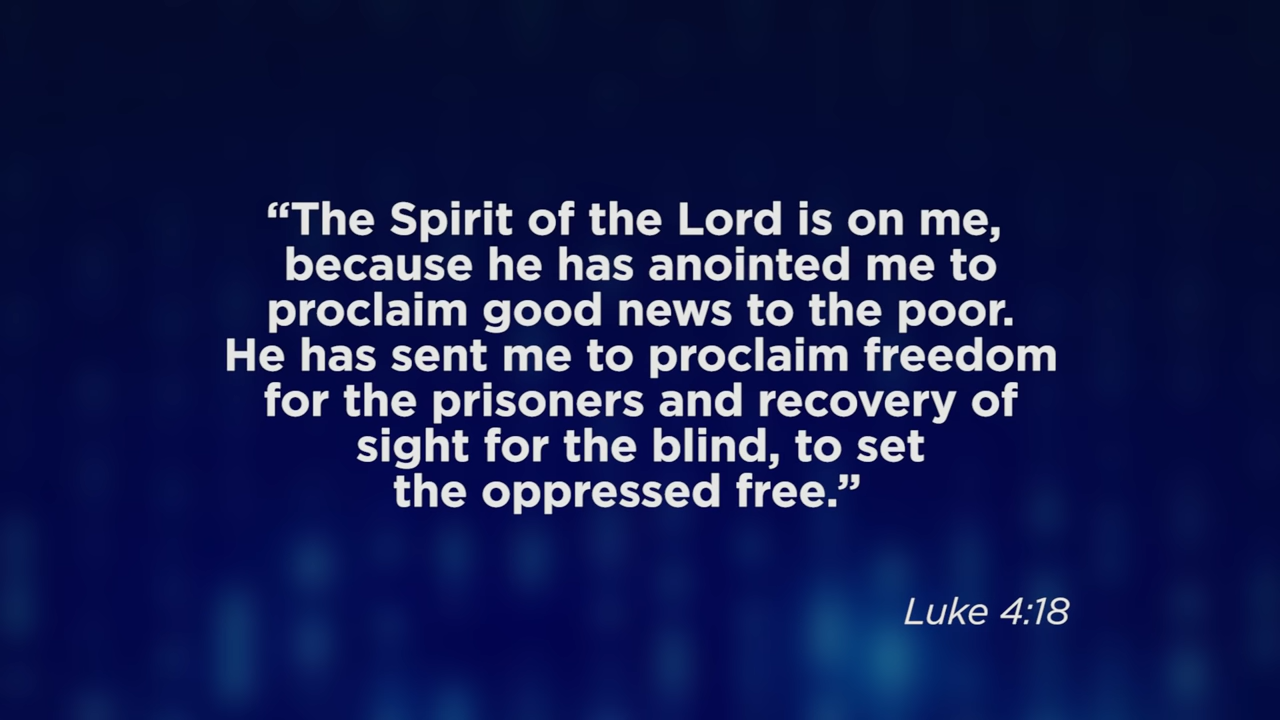 “The Spirit of the Lord is on me,
because he has anointed me to
proclaim good news to the poor.
He has sent me to proclaim freedom
for the prisoners and recovery of
sight for the blind, to set
the oppressed free.”
Luke 4:18